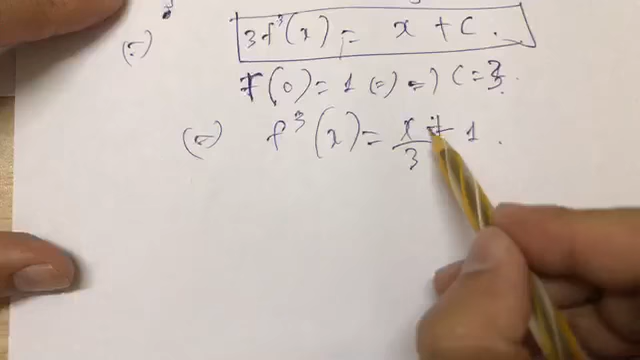 3f³(x) = x + C.
f(0) = 1 (=) =) C = 3.
(=) f³(x) = x/3 + 1.